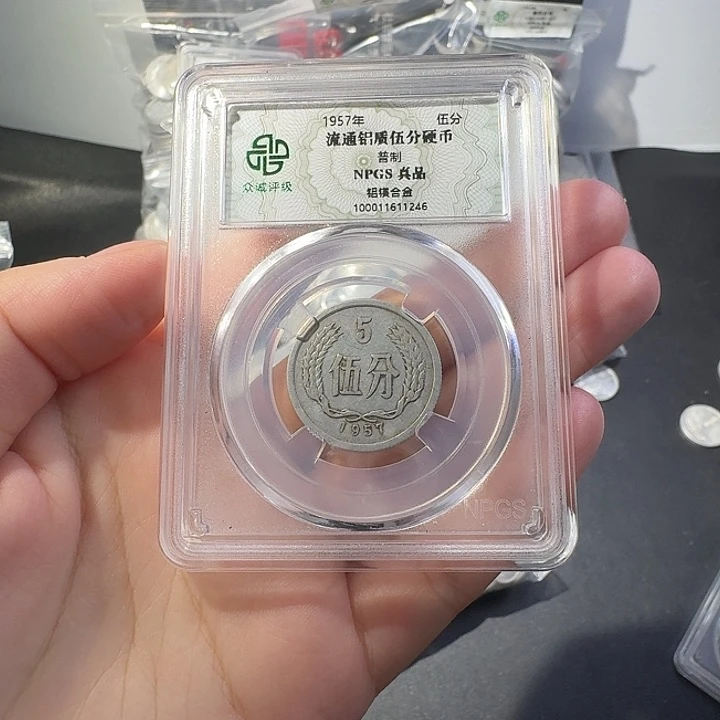 1957年 伍分
流通铝质伍分硬币
普制
NPGS 真品
铝镁合金
100011611246
众诚评级
5
伍分
1957
NPGS